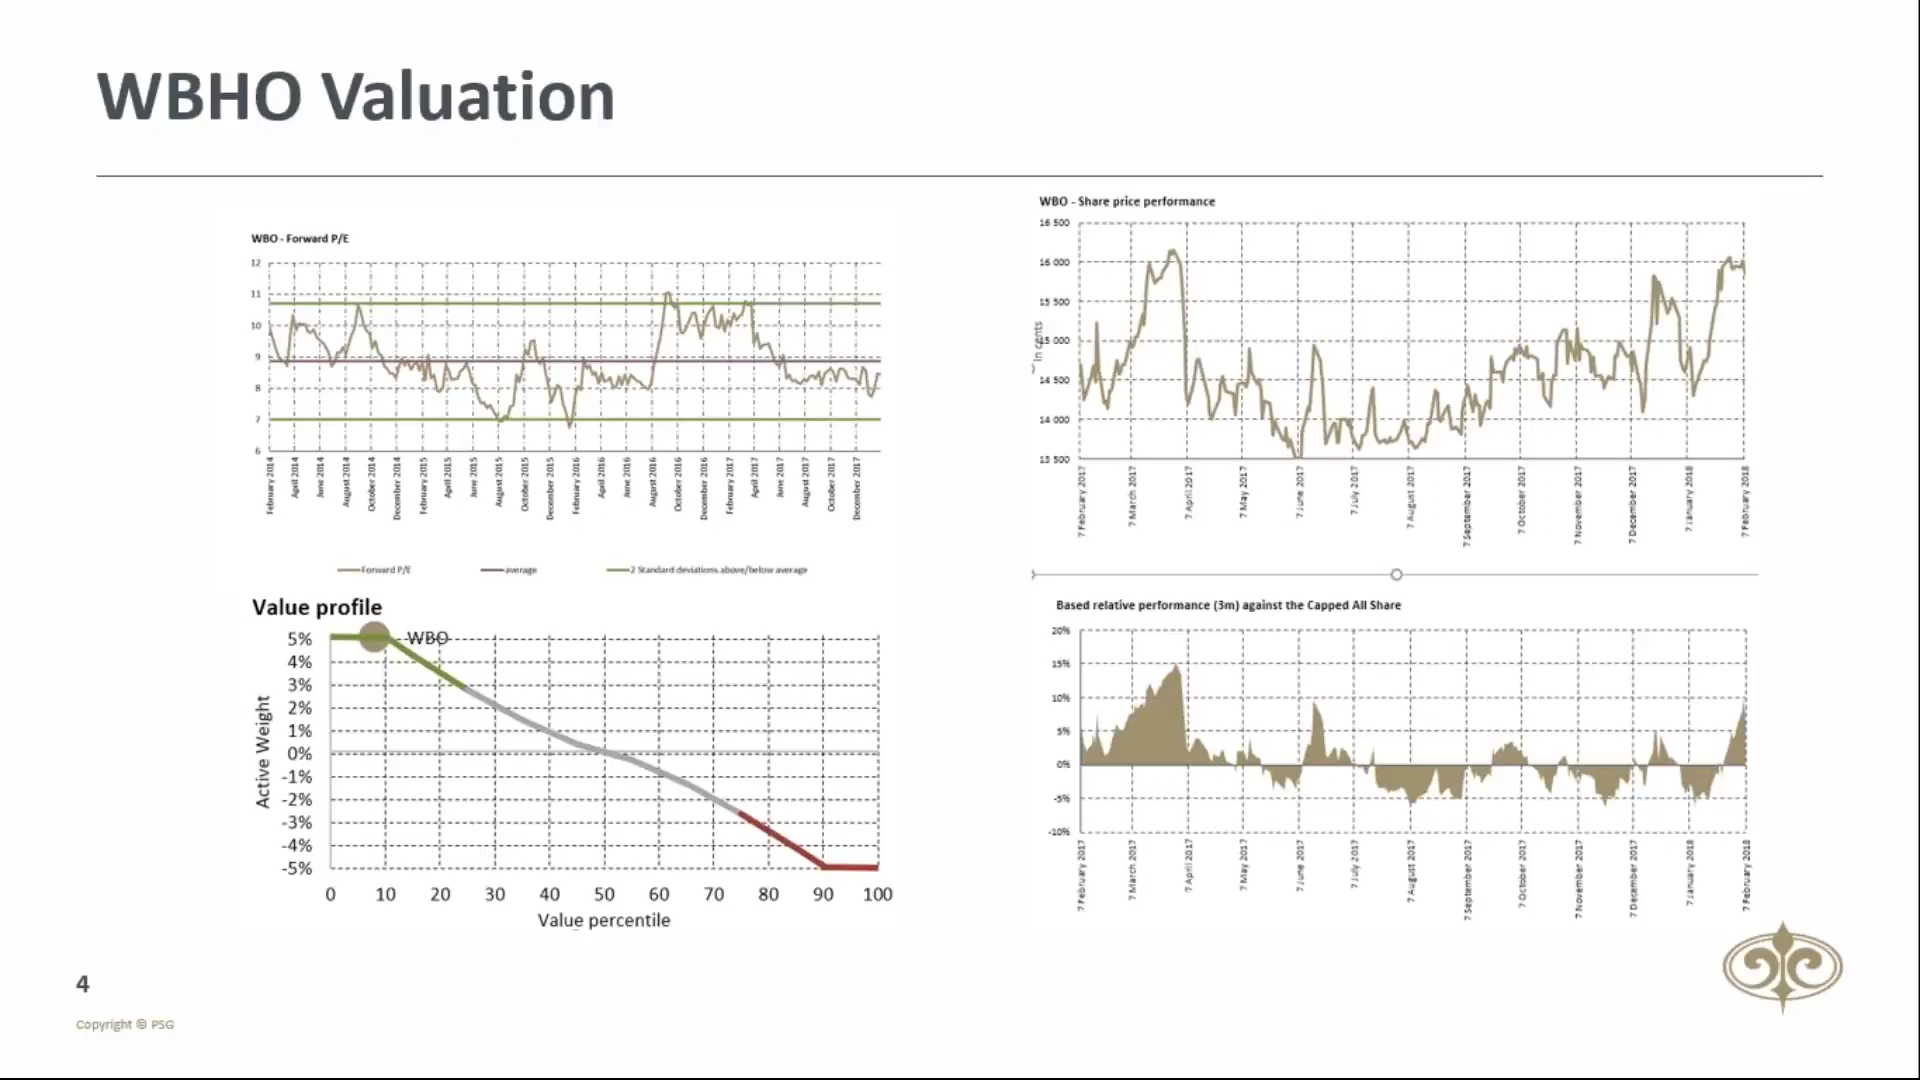 WBHO Valuation
WBO - Forward P/E
12
11
10
9
8
7
6
February 2014
April 2014
June 2014
August 2014
October 2014
December 2014
February 2015
April 2015
June 2015
August 2015
October 2015
December 2015
February 2016
April 2016
June 2016
August 2016
October 2016
December 2016
February 2017
April 2017
June 2017
August 2017
October 2017
December 2017
Forward P/E
average
2 Standard deviations above/below average
WBO - Share price performance
In cents
16 500
16 000
15 500
15 000
14 500
14 000
13 500
7 February 2017
7 March 2017
7 April 2017
7 May 2017
7 June 2017
7 July 2017
7 August 2017
7 September 2017
7 October 2017
7 November 2017
7 December 2017
7 January 2018
7 February 2018
Value profile
WBO
Active Weight
5%
4%
3%
2%
1%
0%
-1%
-2%
-3%
-4%
-5%
0 10 20 30 40 50 60 70 80 90 100
Value percentile
Based relative performance (3m) against the Capped All Share
20%
15%
10%
5%
0%
-5%
-10%
7 February 2017
7 March 2017
7 April 2017
7 May 2017
7 June 2017
7 July 2017
7 August 2017
7 September 2017
7 October 2017
7 November 2017
7 December 2017
7 January 2018
7 February 2018
4
Copyright © PSG